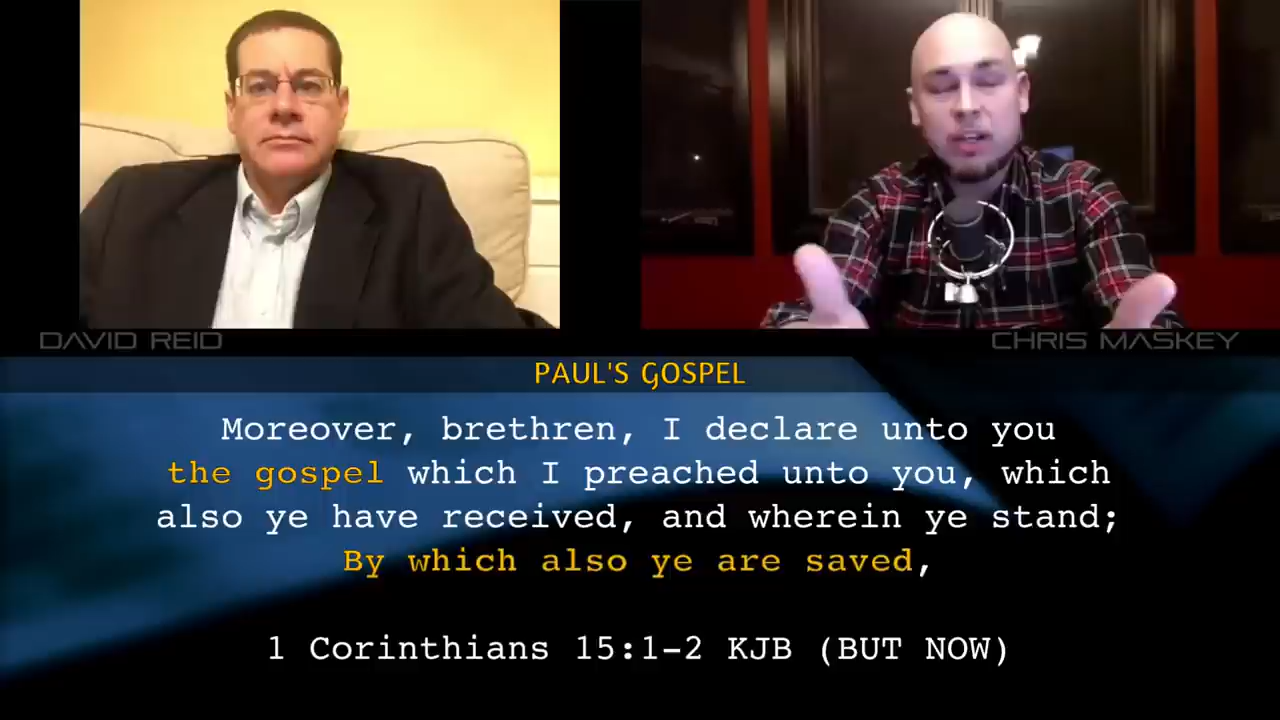 DAVID REID
CHRIS MASKEY
PAUL'S GOSPEL
Moreover, brethren, I declare unto you
the gospel which I preached unto you, which
also ye have received, and wherein ye stand;
By which also ye are saved,
1 Corinthians 15:1-2 KJB (BUT NOW)